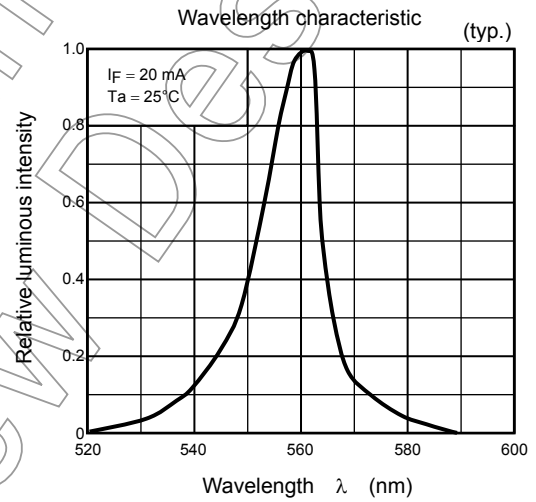 Wavelength characteristic
(typ.)
IF = 20 mA
Ta = 25°C
Relative luminous intensity
1.0
0.8
0.6
0.4
0.2
0
520 540 560 580 600
Wavelength λ (nm)